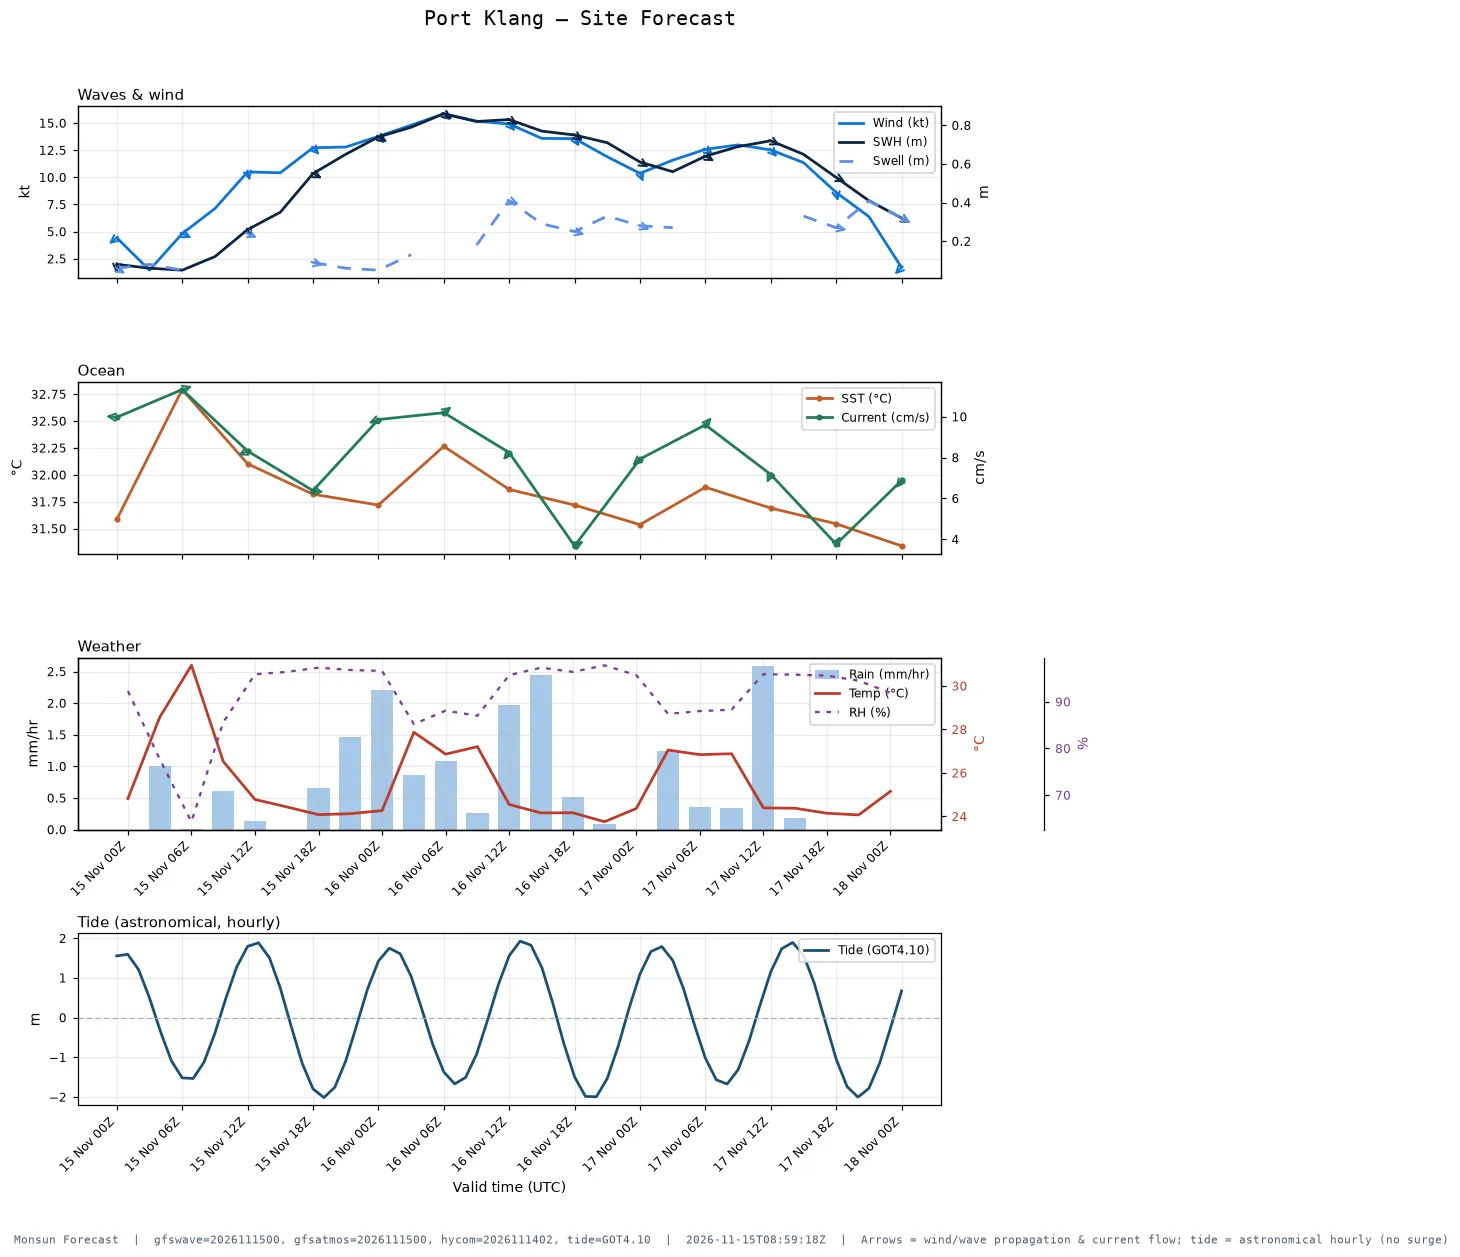 Port Klang — Site Forecast
Waves & wind
15.0
12.5
10.0
7.5
5.0
2.5
kt
0.8
0.6
0.4
0.2
m
Wind (kt)
SWH (m)
Swell (m)
Ocean
32.75
32.50
32.25
32.00
31.75
31.50
°C
10
8
6
4
cm/s
SST (°C)
Current (cm/s)
Weather
2.5
2.0
1.5
1.0
0.5
0.0
mm/hr
30
28
26
24
°C
90
80
70
%
Rain (mm/hr)
Temp (°C)
RH (%)
15 Nov 00Z
15 Nov 06Z
15 Nov 12Z
15 Nov 18Z
16 Nov 00Z
16 Nov 06Z
16 Nov 12Z
16 Nov 18Z
17 Nov 00Z
17 Nov 06Z
17 Nov 12Z
17 Nov 18Z
18 Nov 00Z
Tide (astronomical, hourly)
2
1
0
−1
−2
m
Tide (GOT4.10)
15 Nov 00Z
15 Nov 06Z
15 Nov 12Z
15 Nov 18Z
16 Nov 00Z
16 Nov 06Z
16 Nov 12Z
16 Nov 18Z
17 Nov 00Z
17 Nov 06Z
17 Nov 12Z
17 Nov 18Z
18 Nov 00Z
Valid time (UTC)
Monsun Forecast | gfswave=2026111500, gfsatmos=2026111500, hycom=2026111402, tide=GOT4.10 | 2026-11-15T08:59:18Z | Arrows = wind/wave propagation & current flow; tide = astronomical hourly (no surge)